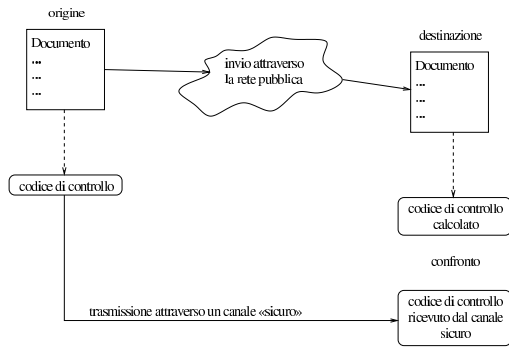 origine
destinazione
Documento
...
...
...
invio attraverso
la rete pubblica
Documento
...
...
...
codice di controllo
codice di controllo
calcolato
confronto
trasmissione attraverso un canale «sicuro»
codice di controllo
ricevuto dal canale
sicuro